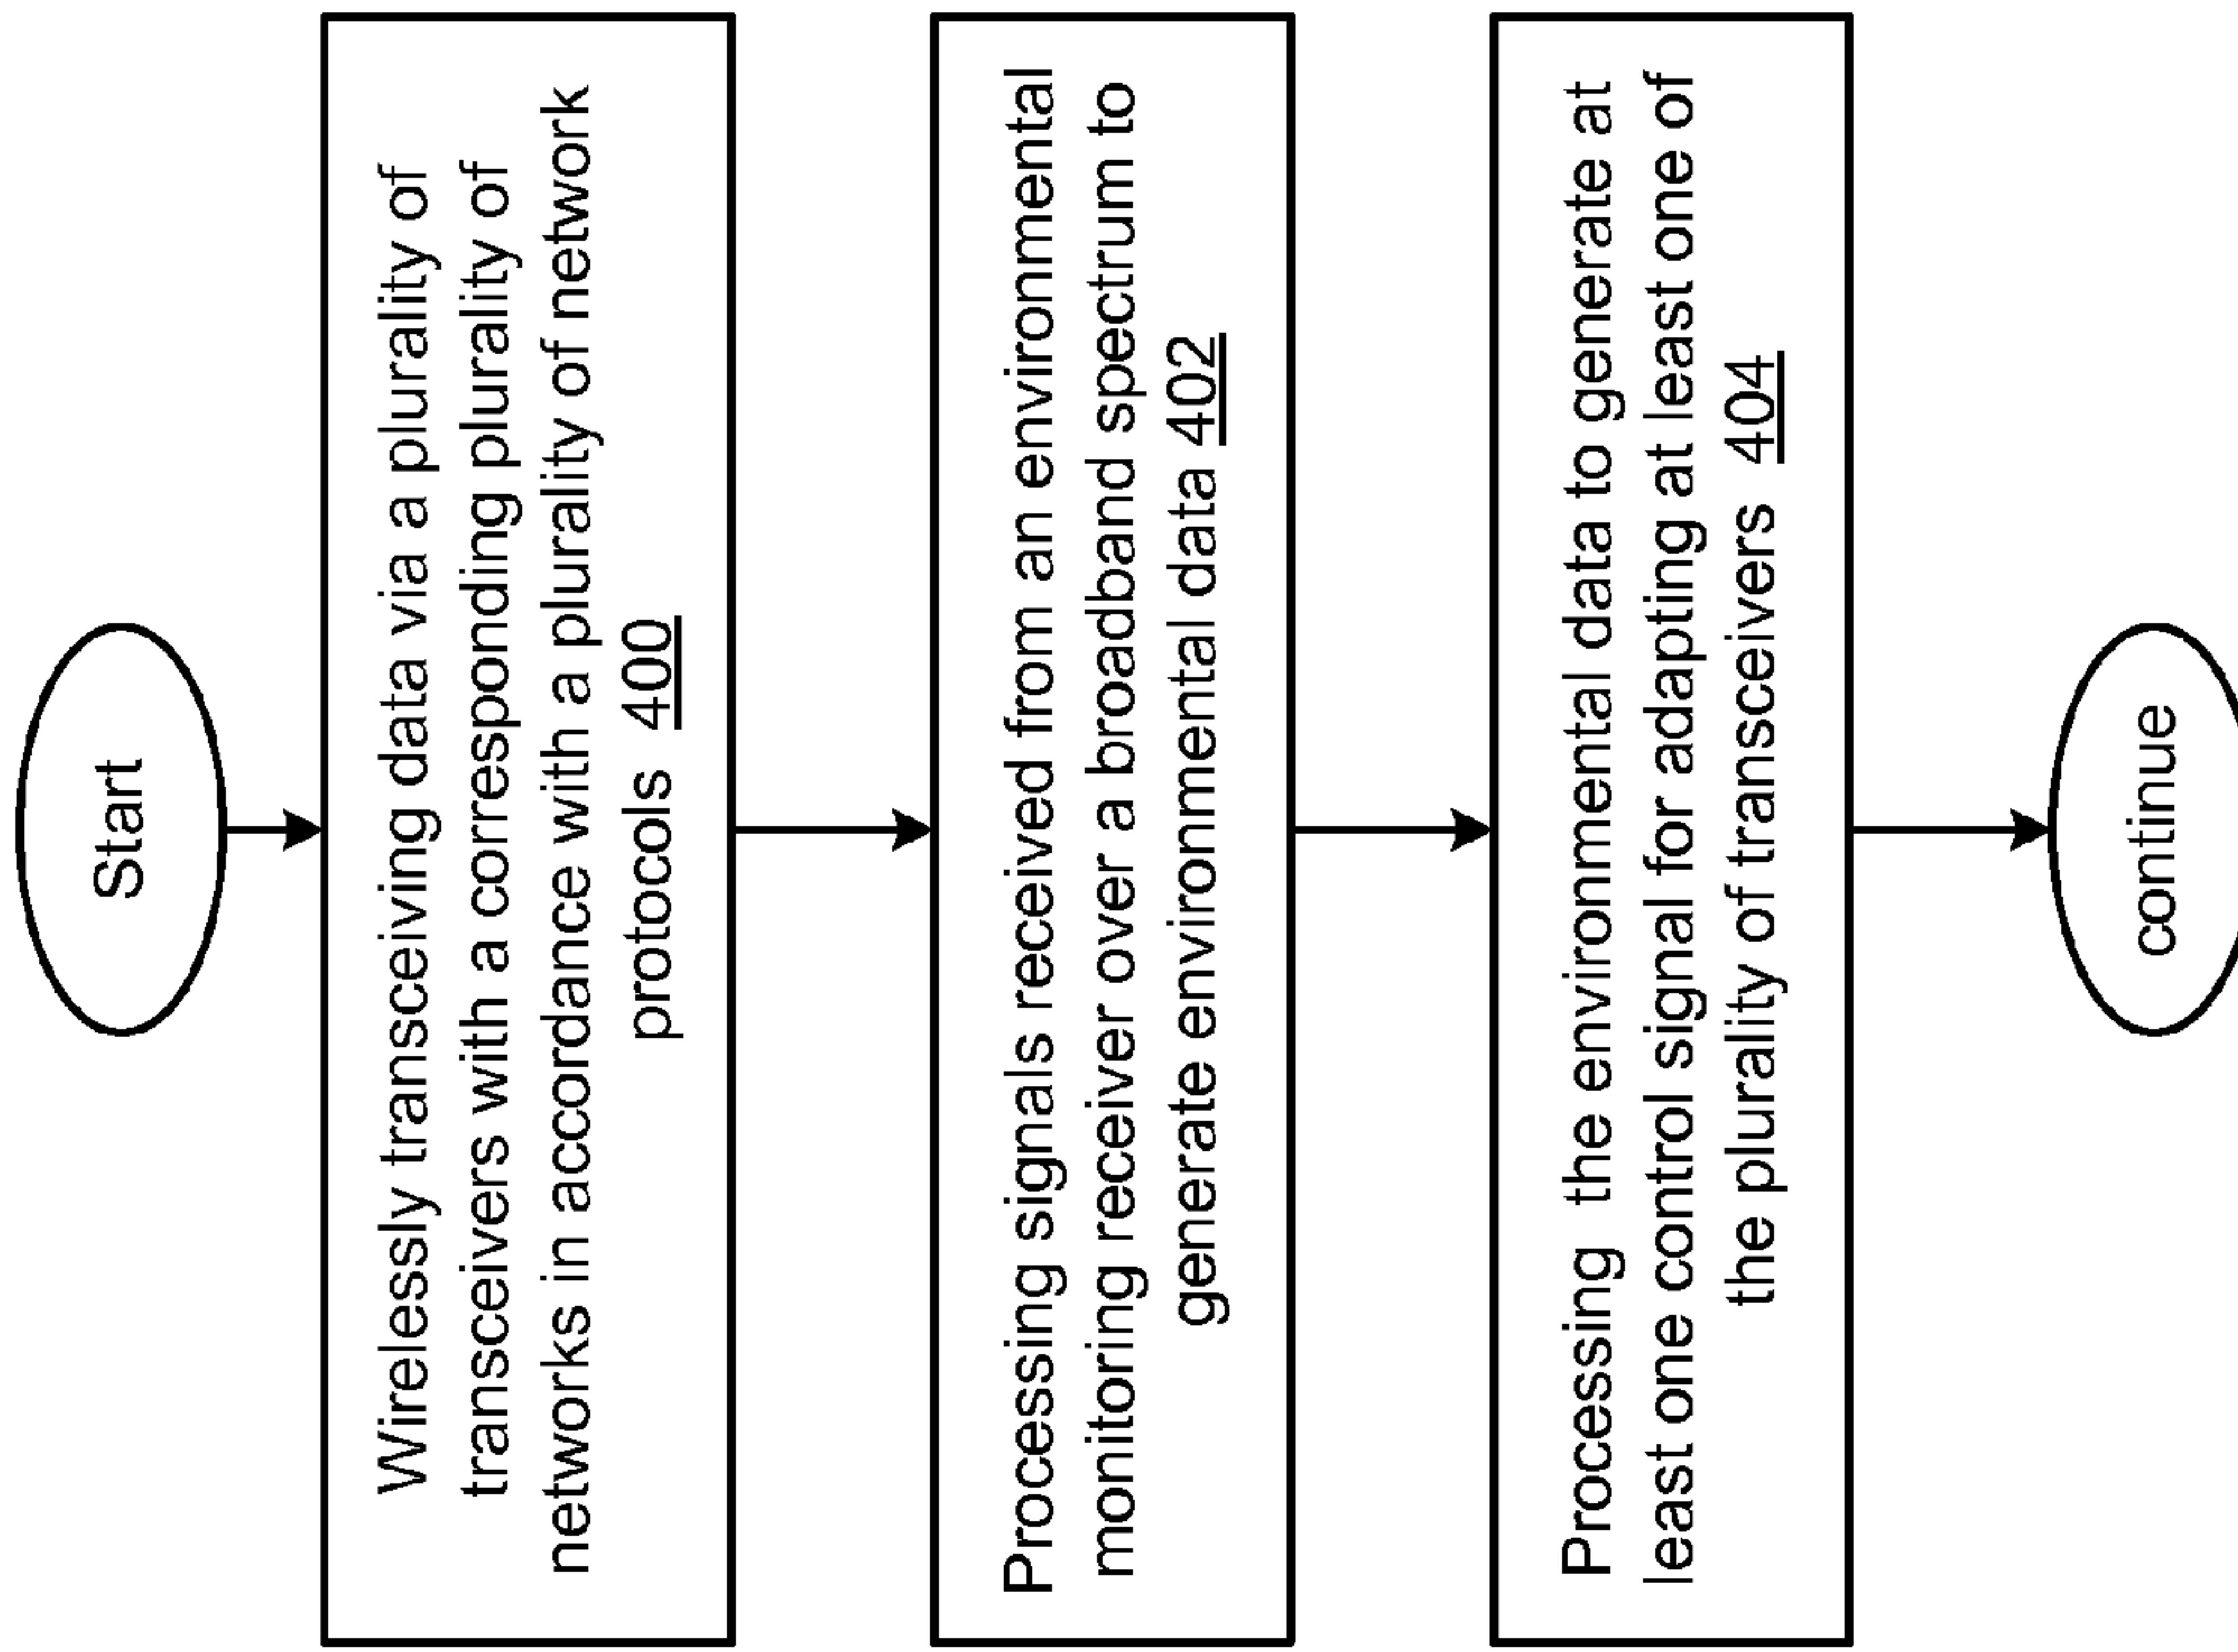 Start
Wirelessly transceiving data via a plurality of
transceivers with a corresponding plurality of
networks in accordance with a plurality of network
protocols 400
Processing signals received from an environmental
monitoring receiver over a broadband spectrum to
generate environmental data 402
Processing the environmental data to generate at
least one control signal for adapting at least one of
the plurality of transceivers 404
continue